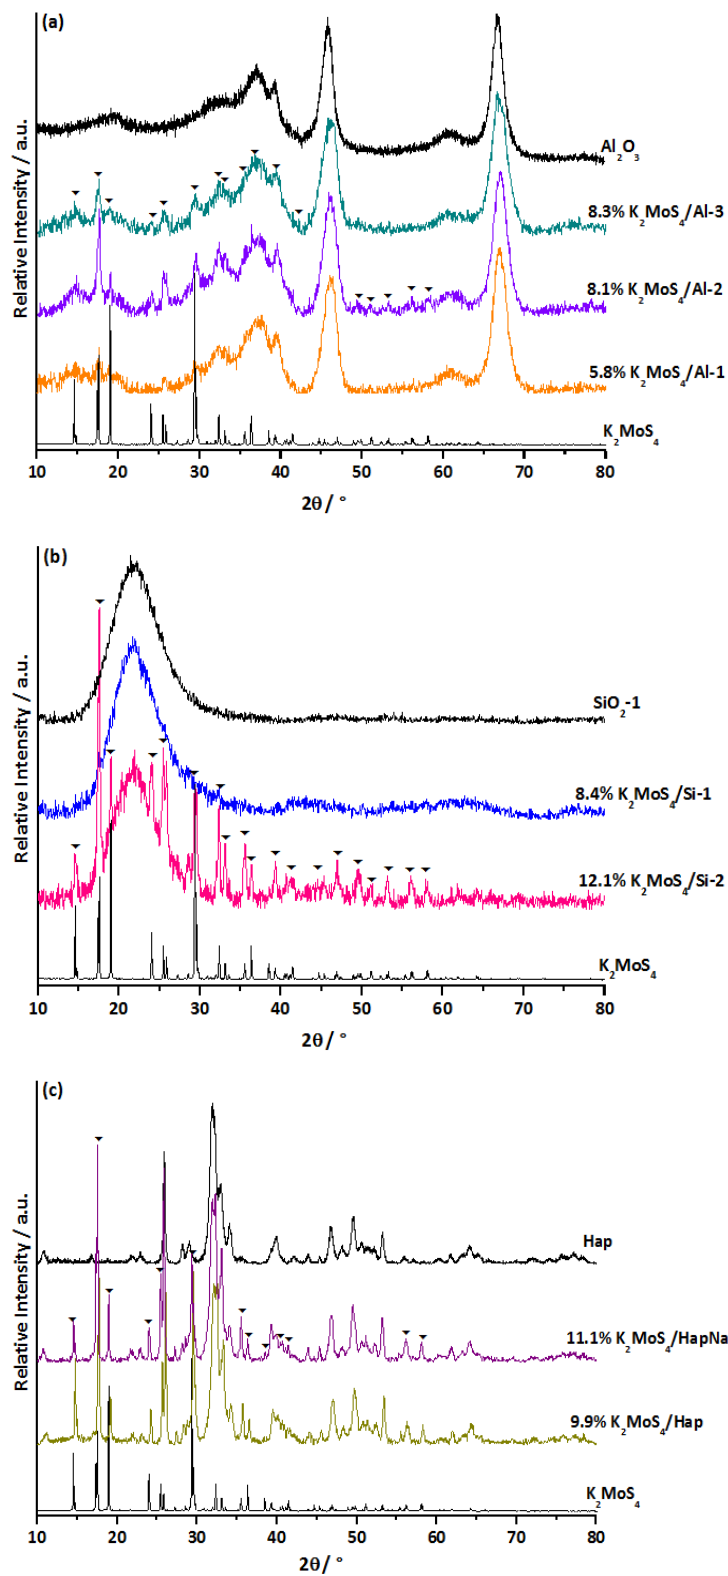 (a)
Relative Intensity / a.u.
Al₂O₃
8.3% K₂MoS₄/Al-3
8.1% K₂MoS₄/Al-2
5.8% K₂MoS₄/Al-1
K₂MoS₄
10 20 30 40 50 60 70 80
2θ / °
(b)
Relative Intensity / a.u.
SiO₂-1
8.4% K₂MoS₄/Si-1
12.1% K₂MoS₄/Si-2
K₂MoS₄
10 20 30 40 50 60 70 80
2θ / °
(c)
Relative Intensity / a.u.
Hap
11.1% K₂MoS₄/HapNa
9.9% K₂MoS₄/Hap
K₂MoS₄
10 20 30 40 50 60 70 80
2θ / °